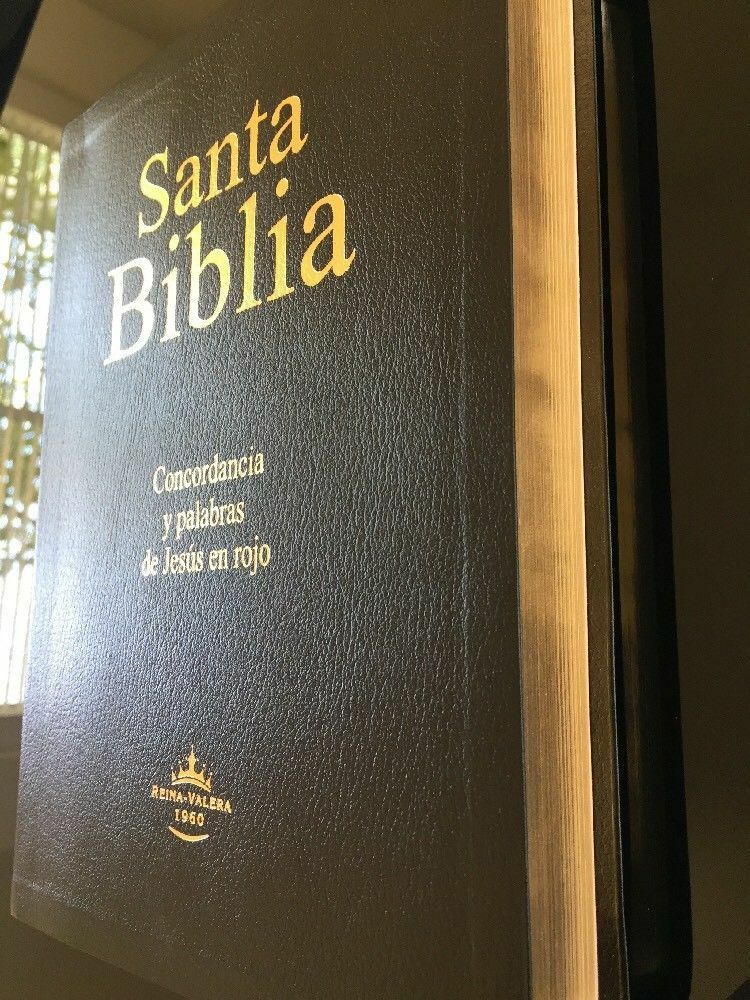 Santa
Biblia
Concordancia
y palabras
de Jesús en rojo
REINA-VALERA
1960